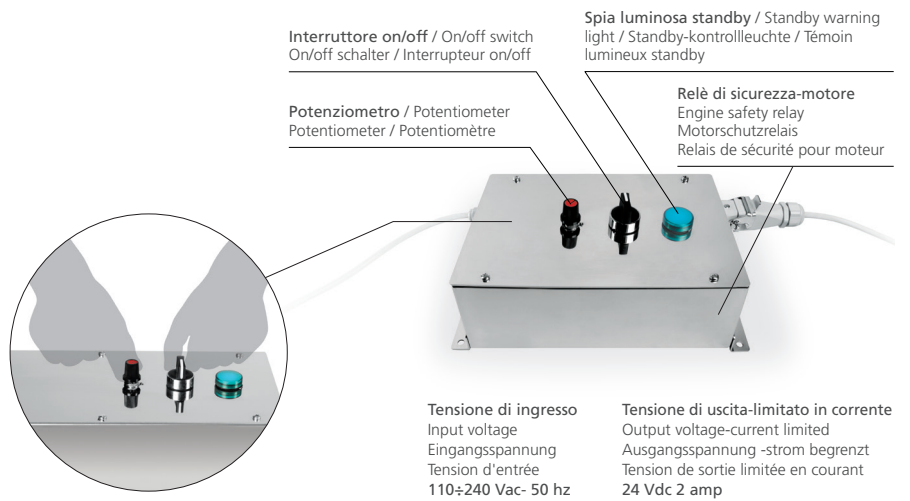 Interruttore on/off / On/off switch
On/off schalter / Interrupteur on/off
Spia luminosa standby / Standby warning
light / Standby-kontrollleuchte / Témoin
lumineux standby
Potenziometro / Potentiometer
Potentiometer / Potentiomètre
Relè di sicurezza-motore
Engine safety relay
Motorschutzrelais
Relais de sécurité pour moteur
Tensione di ingresso
Input voltage
Eingangsspannung
Tension d'entrée
110÷240 Vac- 50 hz
Tensione di uscita-limitato in corrente
Output voltage-current limited
Ausgangsspannung -strom begrenzt
Tension de sortie limitée en courant
24 Vdc 2 amp